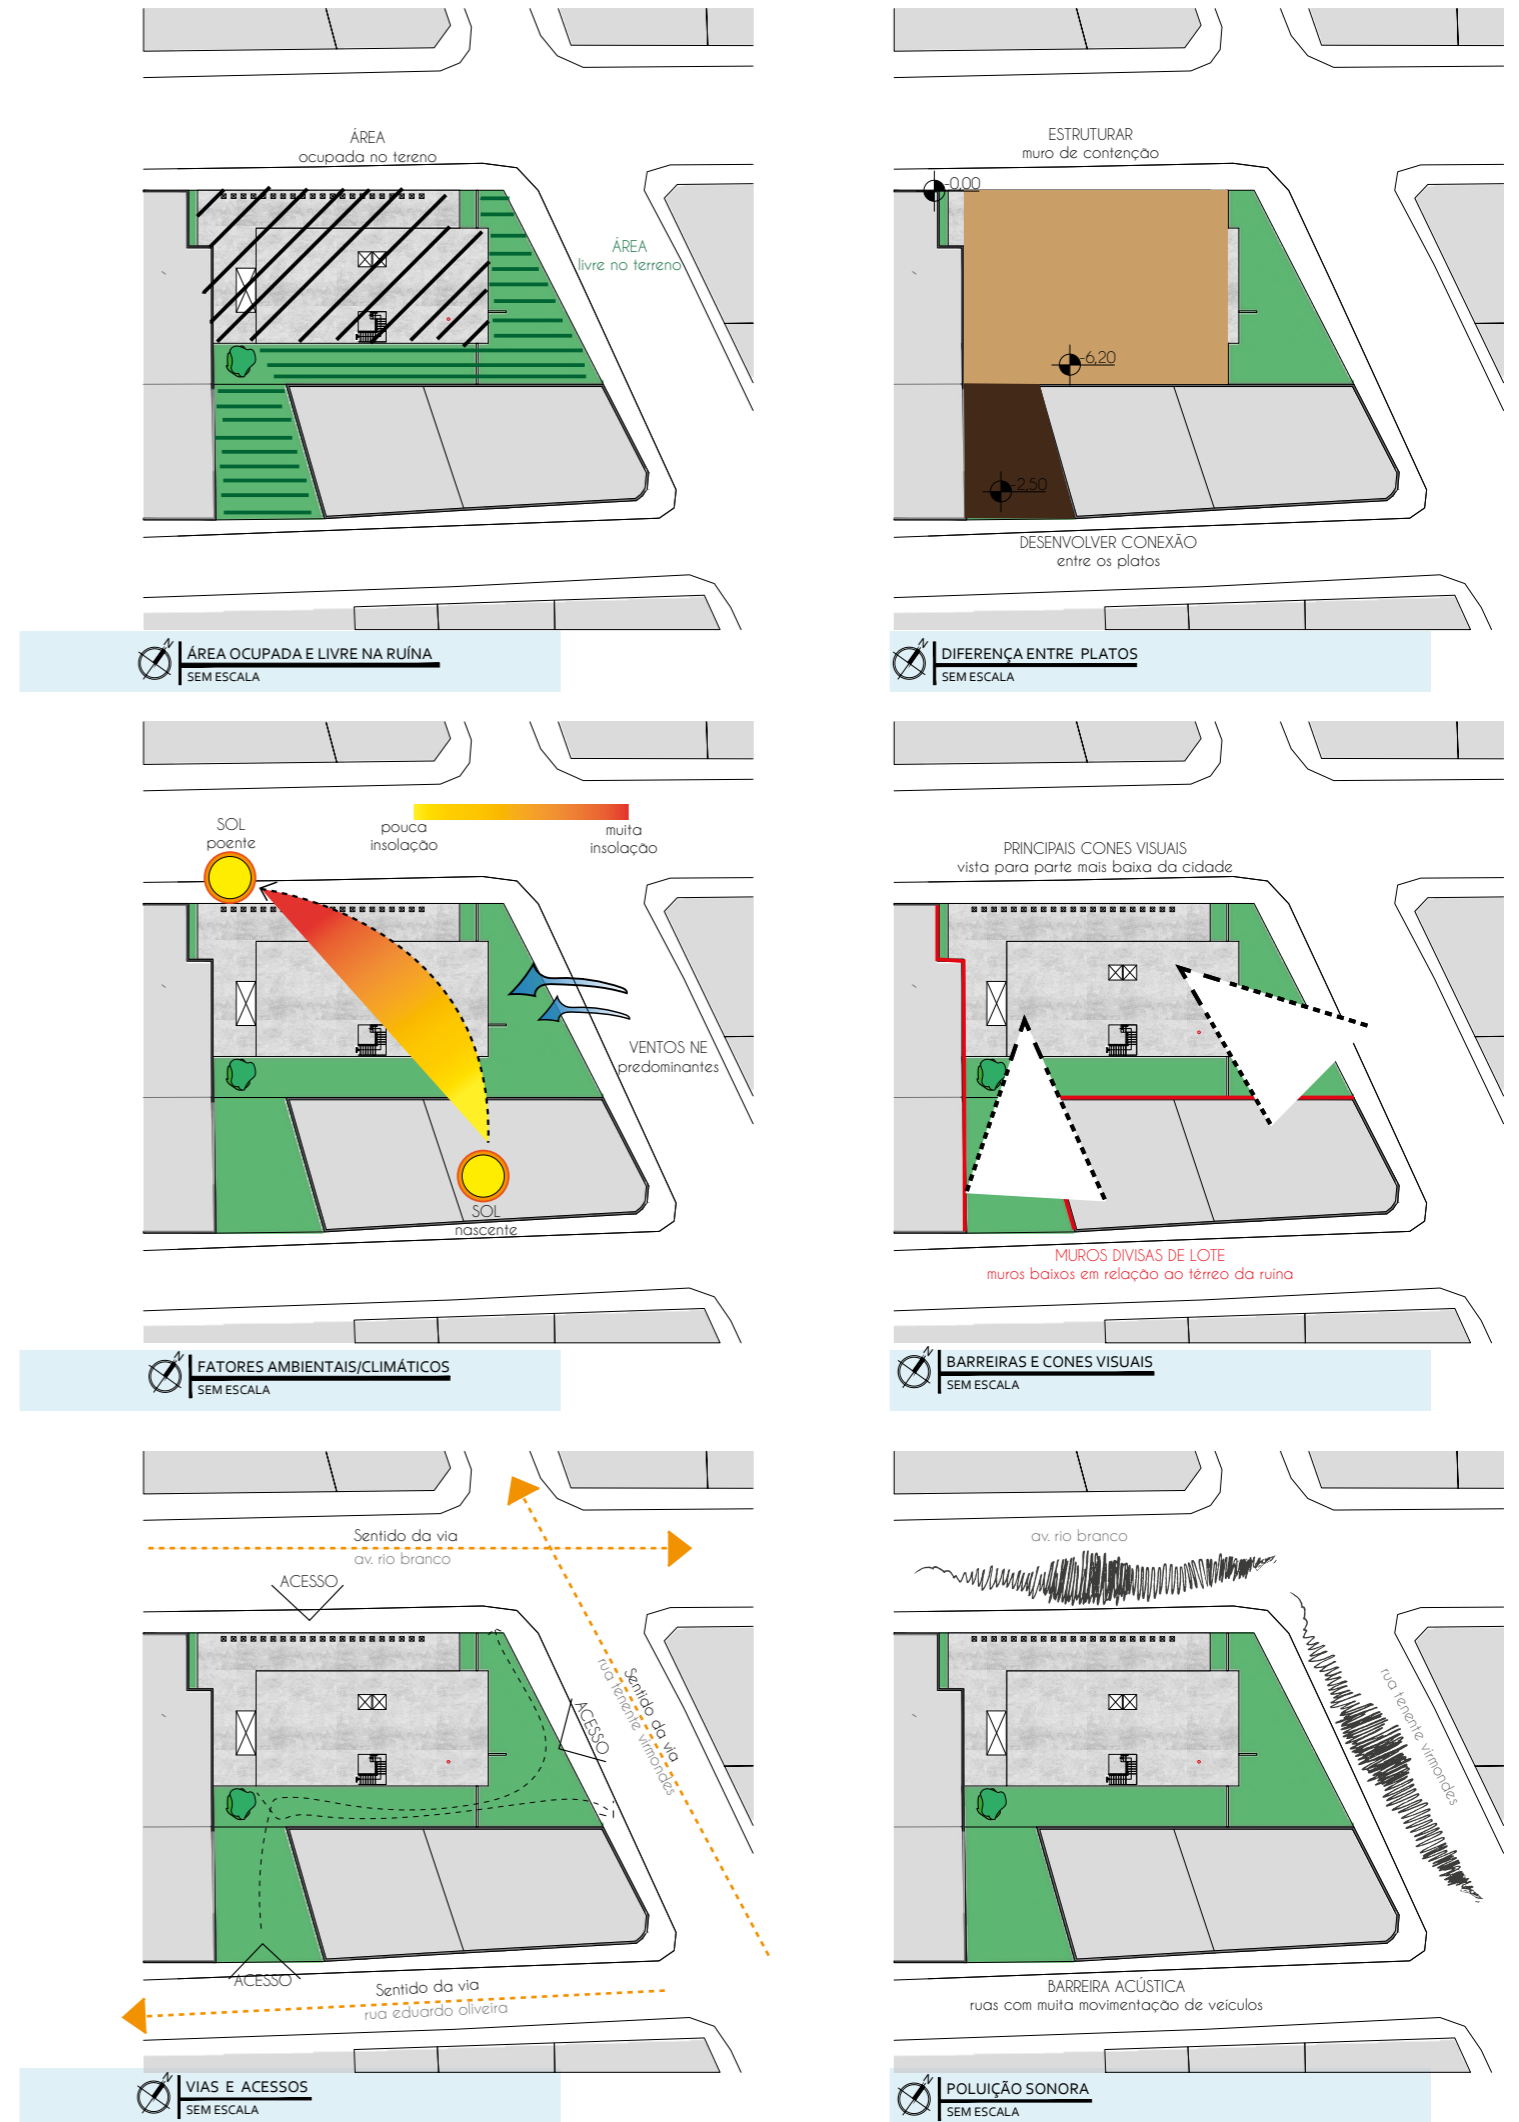 ÁREA
ocupada no tereno
ÁREA
livre no terreno
N
ÁREA OCUPADA E LIVRE NA RUÍNA
SEM ESCALA
ESTRUTURAR
muro de contenção
-0,00
-6,20
-2,50
DESENVOLVER CONEXÃO
entre os platos
N
DIFERENÇA ENTRE PLATOS
SEM ESCALA
SOL
poente
pouca
insolação
muita
insolação
VENTOS NE
predominantes
SOL
nascente
N
FATORES AMBIENTAIS/CLIMÁTICOS
SEM ESCALA
PRINCIPAIS CONES VISUAIS
vista para parte mais baixa da cidade
MUROS DIVISAS DE LOTE
muros baixos em relação ao térreo da ruína
N
BARREIRAS E CONES VISUAIS
SEM ESCALA
Sentido da via
av. rio branco
ACESSO
Sentido da via
rua tenente virmondes
ACESSO
ACESSO
Sentido da via
rua eduardo oliveira
N
VIAS E ACESSOS
SEM ESCALA
av. rio branco
rua tenente virmondes
BARREIRA ACÚSTICA
ruas com muita movimentação de veículos
N
POLUIÇÃO SONORA
SEM ESCALA